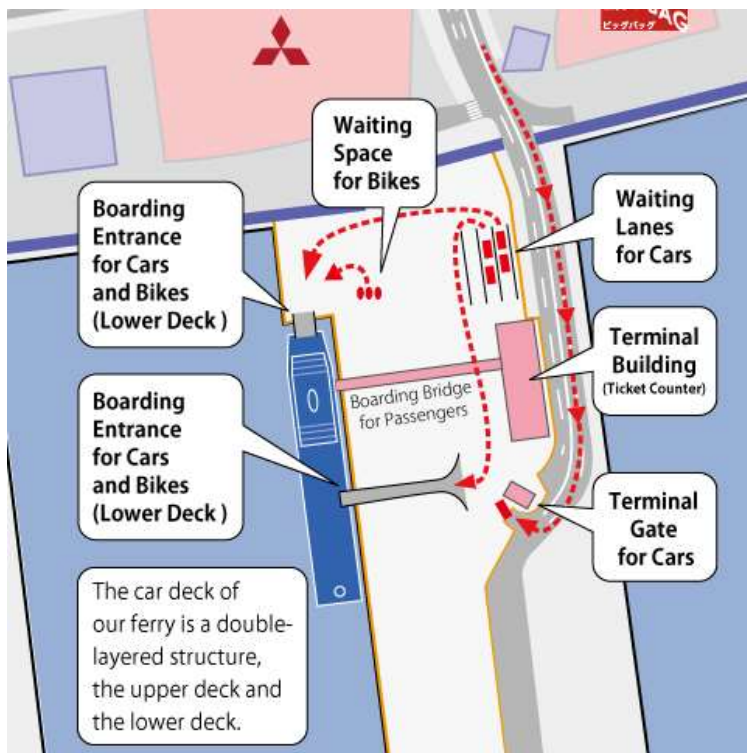 AG
ビッグバッグ
Waiting
Space
for Bikes
Boarding
Entrance
for Cars
and Bikes
(Lower Deck )
Waiting
Lanes
for Cars
Terminal
Building
(Ticket Counter)
Boarding Bridge
for Passengers
Boarding
Entrance
for Cars
and Bikes
(Lower Deck )
Terminal
Gate
for Cars
The car deck of
our ferry is a double-
layered structure,
the upper deck and
the lower deck.